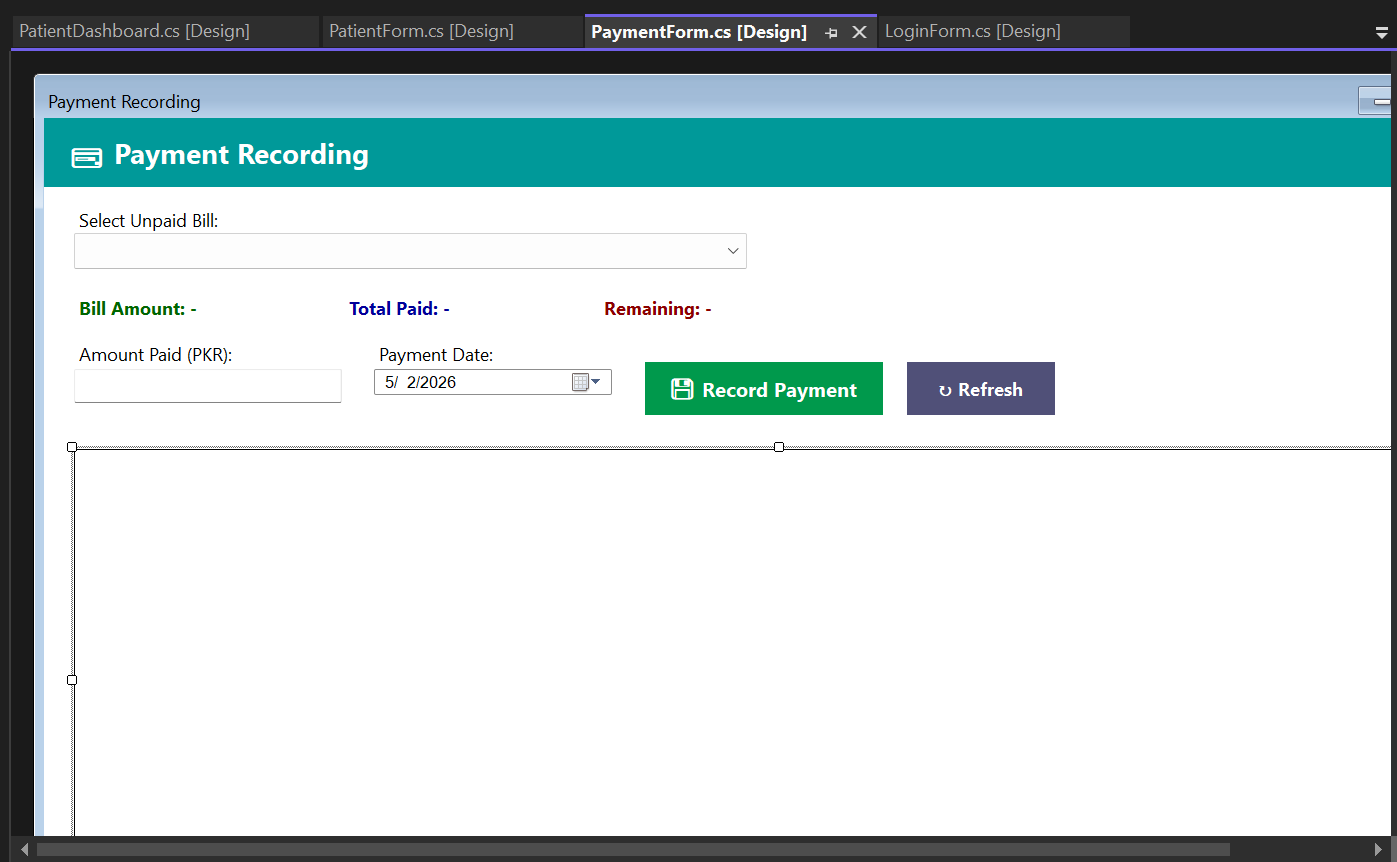 PatientDashboard.cs [Design] PatientForm.cs [Design] PaymentForm.cs [Design] LoginForm.cs [Design]
Payment Recording
Payment Recording
Select Unpaid Bill:
Bill Amount: - Total Paid: - Remaining: -
Amount Paid (PKR): Payment Date:
5/ 2/2026
Record Payment ↻ Refresh